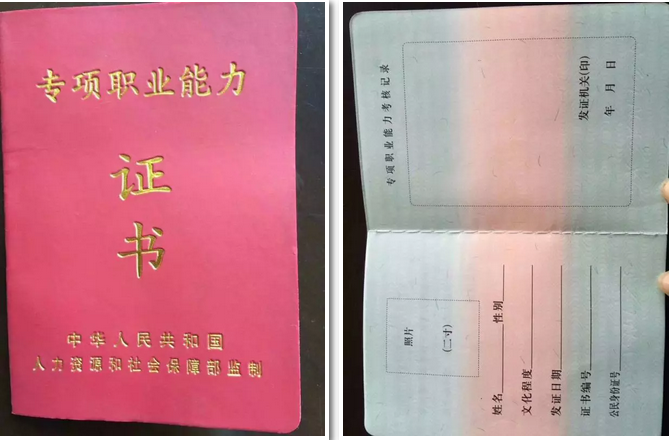 专项职业能力
证
书
中华人民共和国
人力资源和社会保障部监制
专项职业能力考核记录
发证机关(印)
年 月 日
照片
(二寸)
姓名 性别
文化程度
发证日期
证书编号
公民身份证号